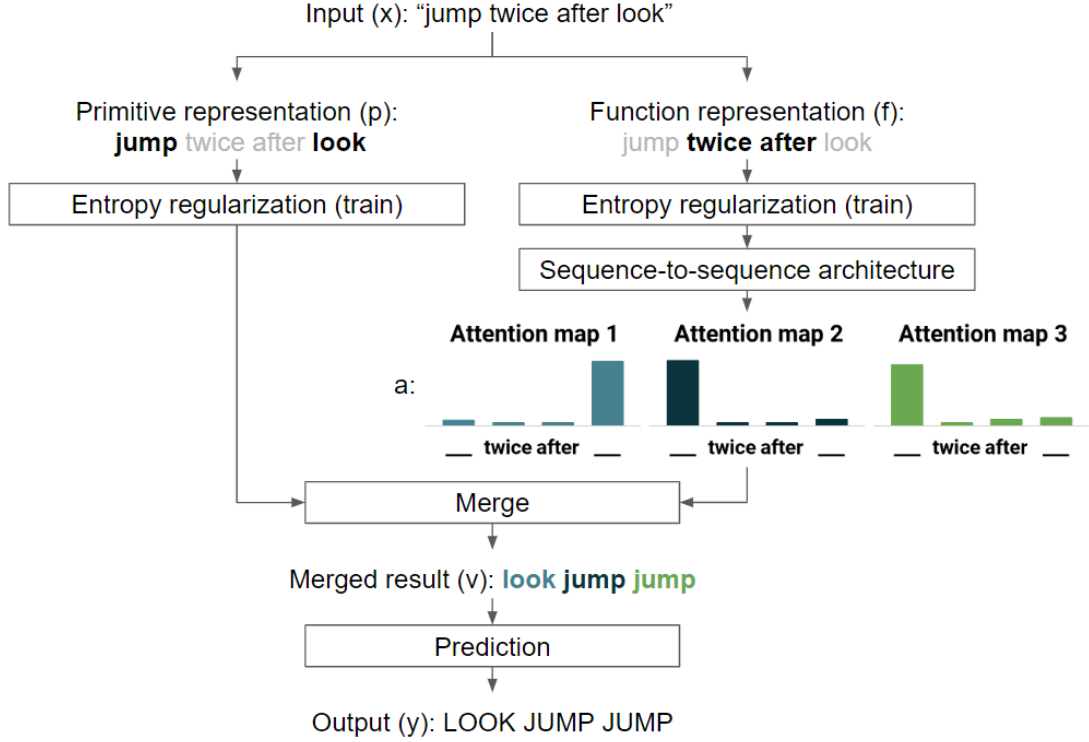 Input (x): “jump twice after look”
Primitive representation (p):
jump twice after look
Function representation (f):
jump twice after look
Entropy regularization (train)
Entropy regularization (train)
Sequence-to-sequence architecture
Attention map 1
Attention map 2
Attention map 3
a:
__ twice after __
__ twice after __
__ twice after __
Merge
Merged result (v): look jump jump
Prediction
Output (y): LOOK JUMP JUMP